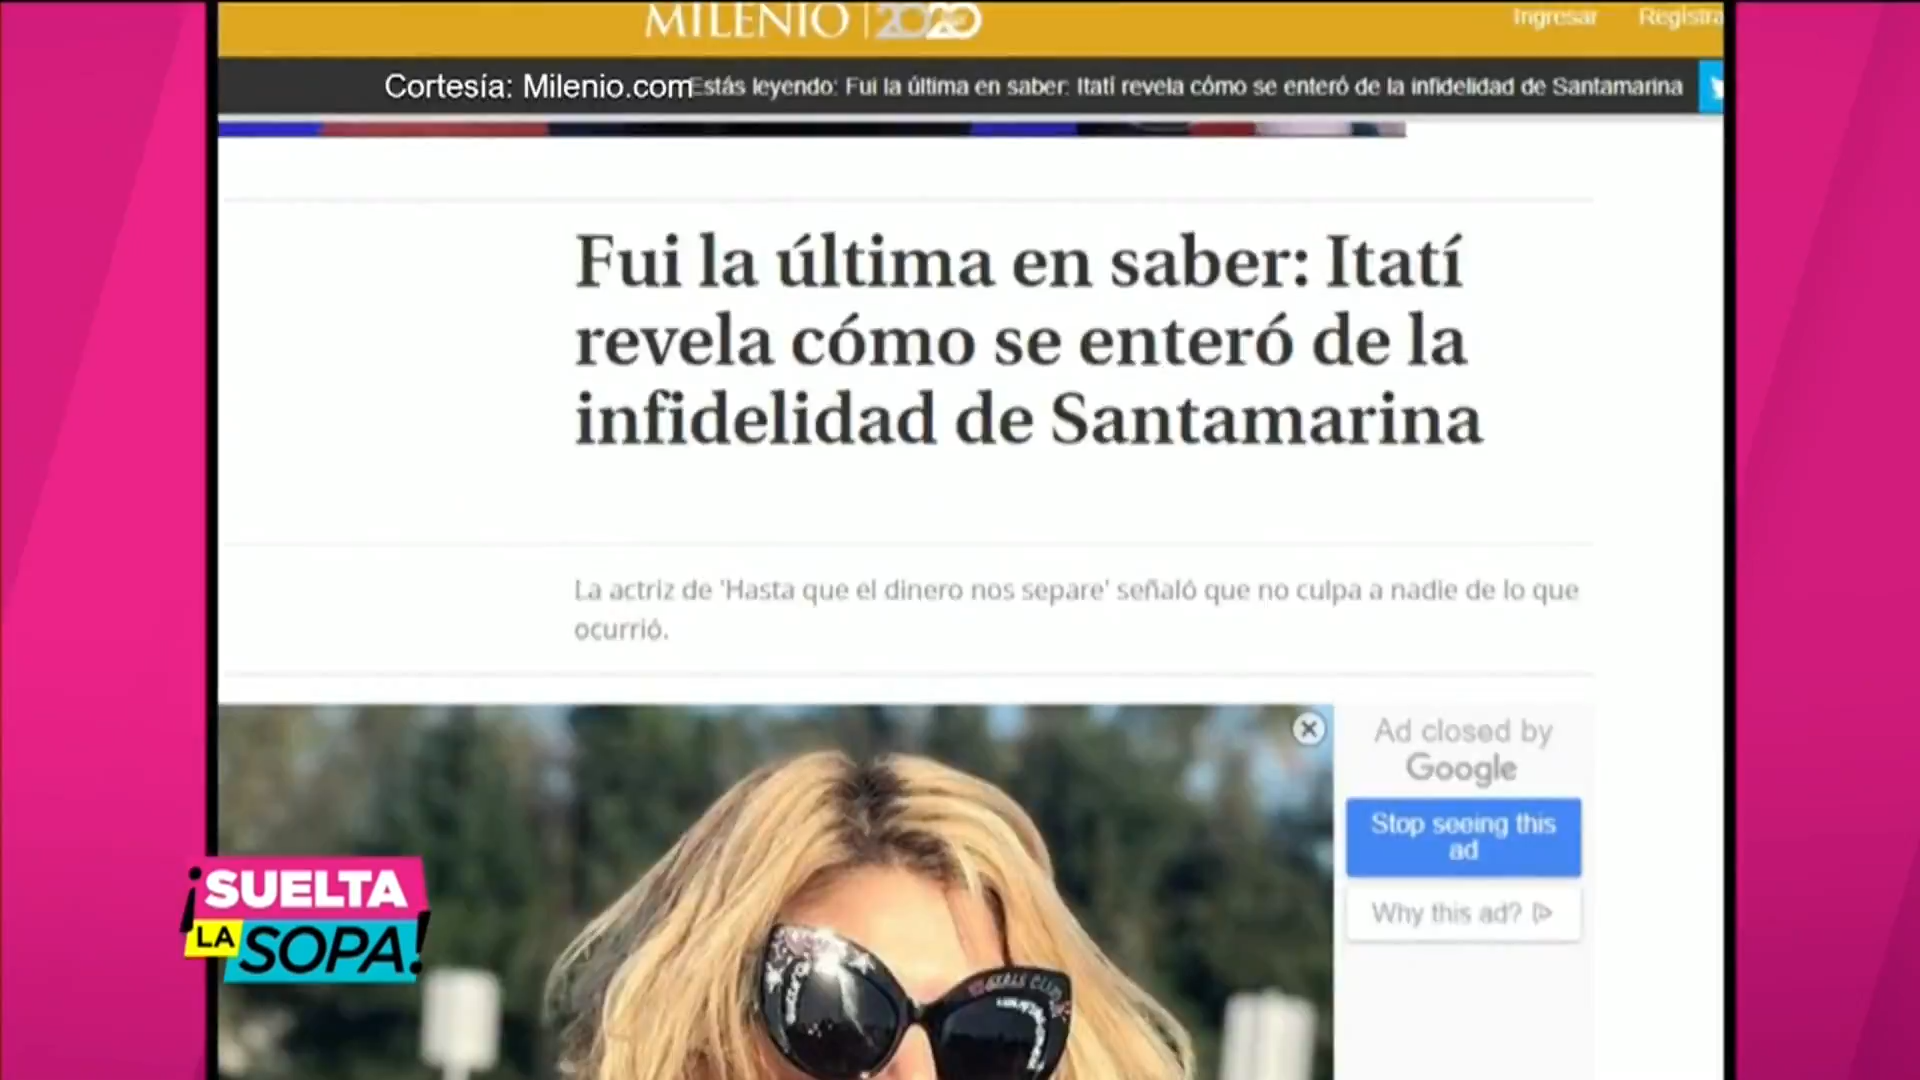 MILENIO | 2020
Ingresar
Registra
Cortesía: Milenio.com
Estás leyendo: Fui la última en saber: Itatí revela cómo se enteró de la infidelidad de Santamarina
Fui la última en saber: Itatí
revela cómo se enteró de la
infidelidad de Santamarina
La actriz de 'Hasta que el dinero nos separe' señaló que no culpa a nadie de lo que
ocurrió.
Ad closed by
Google
Stop seeing this
ad
Why this ad?
¡SUELTA
LA SOPA!